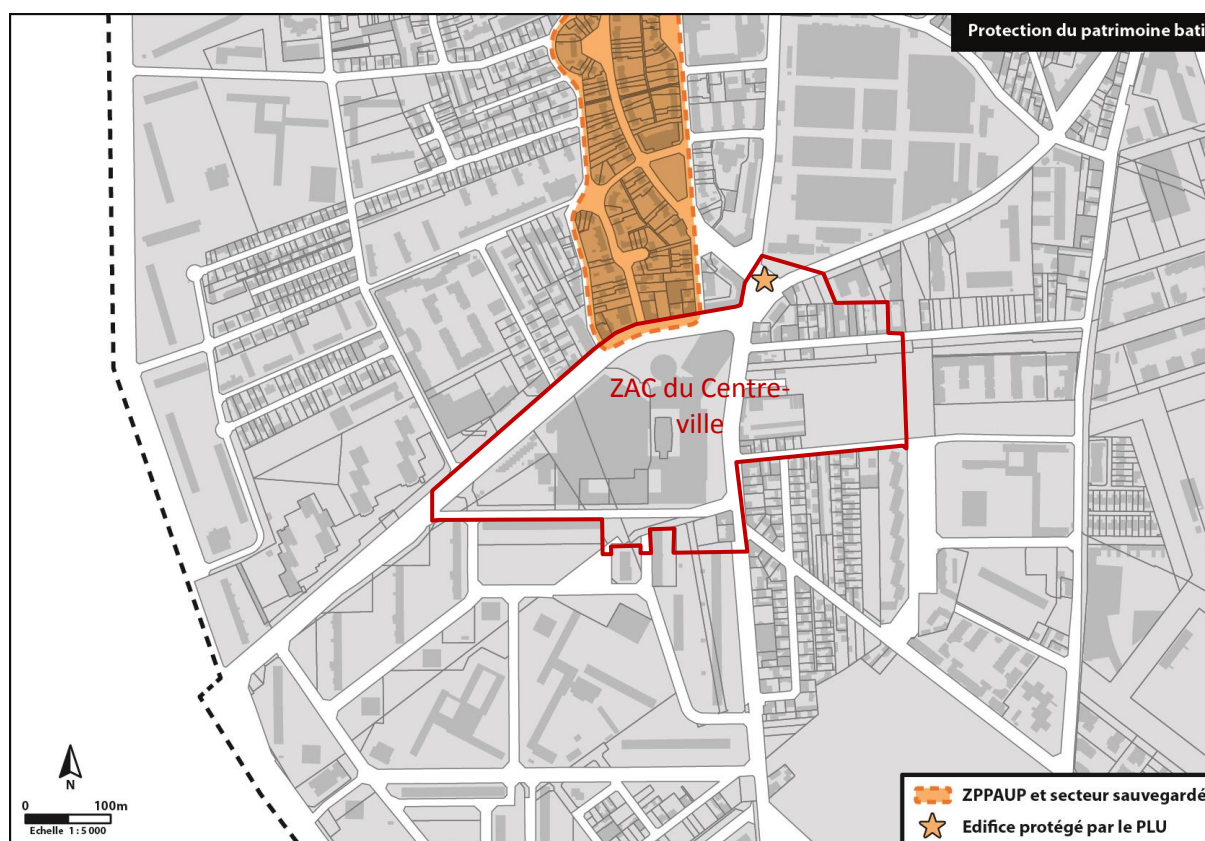 Protection du patrimoine bati
ZAC du Centre-
ville
N
0 100m
Echelle 1 : 5 000
ZPPAUP et secteur sauvegardé
Edifice protégé par le PLU